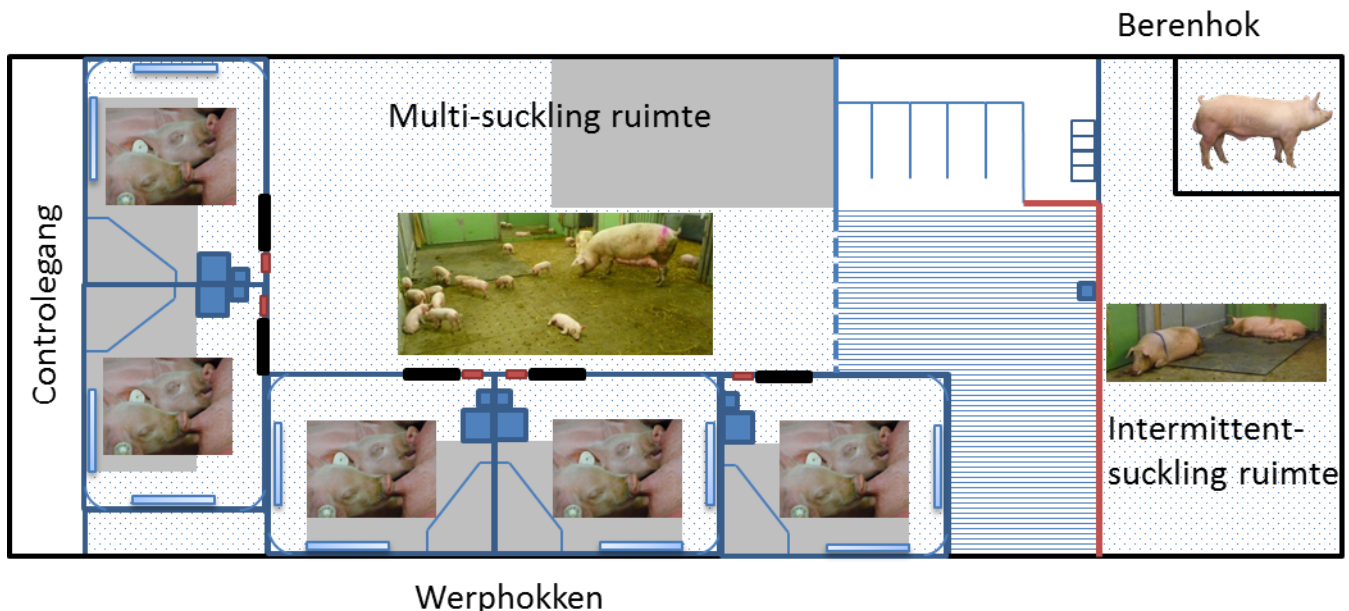 Berenhok
Multi-suckling ruimte
Controlegang
Intermittent-
suckling ruimte
Werphokken